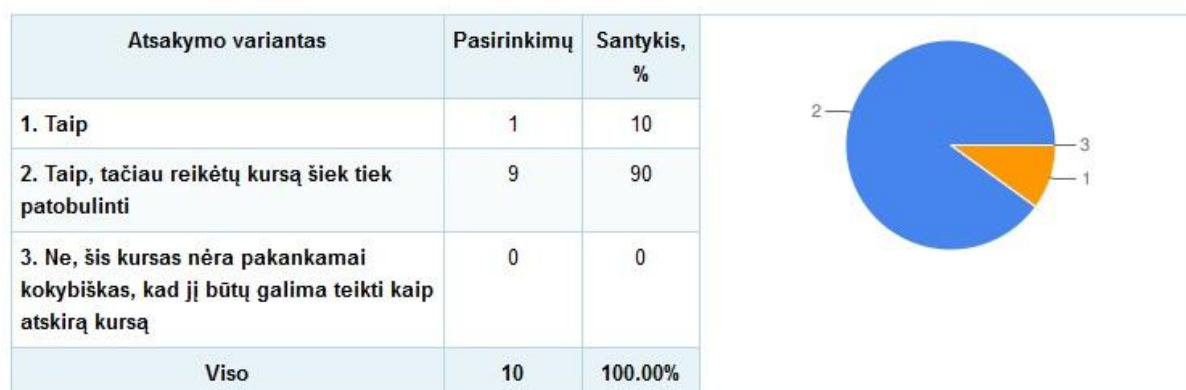 Atsakymo variantas Pasirinkimų Santykis,
%
1. Taip 1 10
2. Taip, tačiau reikėtų kursą šiek tiek 9 90
patobulinti
3. Ne, šis kursas nėra pakankamai 0 0
kokybiškas, kad jį būtų galima teikti kaip
atskirą kursą
Viso 10 100.00%
2
3
1